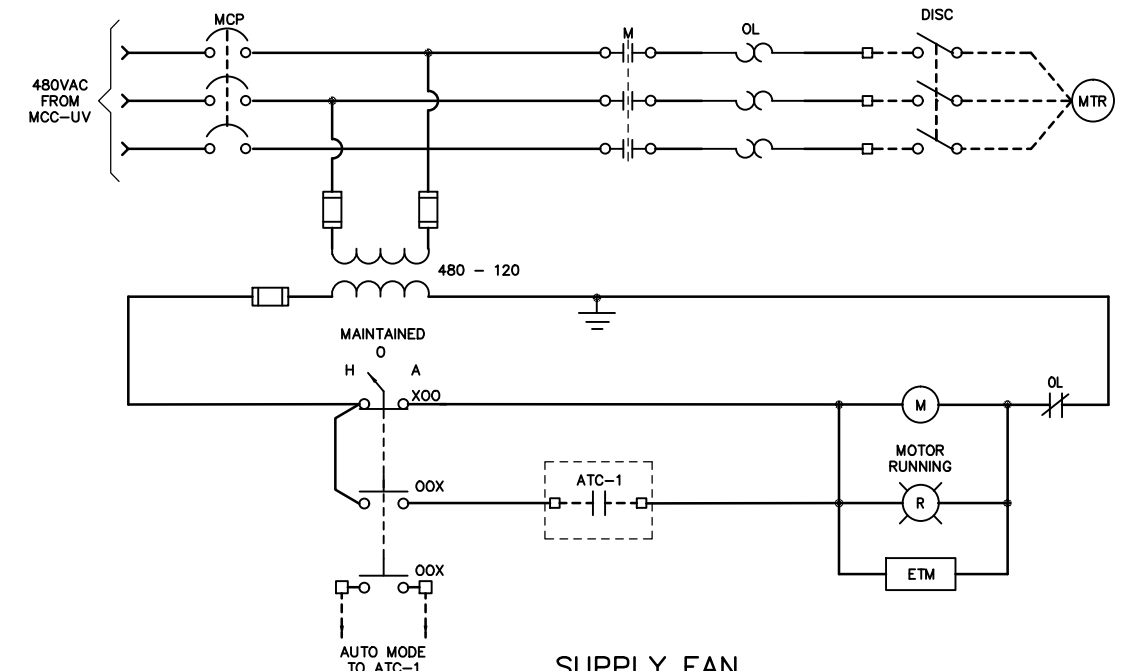 MCP
M
OL
DISC
480VAC
FROM
MCC-UV
MTR
480 - 120
MAINTAINED
O
H
A
XOO
M
OL
MOTOR
RUNNING
OOX
ATC-1
R
OOX
ETM
AUTO MODE
TO ATC-1
SUPPLY FAN